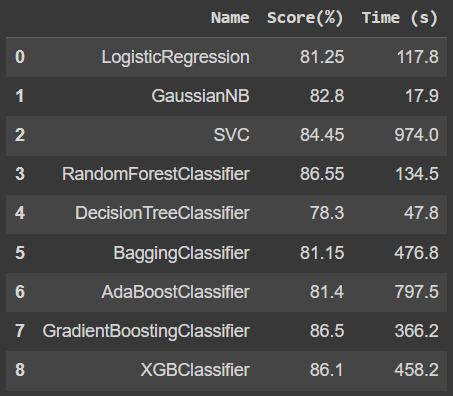 Name Score(%) Time (s)
0 LogisticRegression 81.25 117.8
1 GaussianNB 82.8 17.9
2 SVC 84.45 974.0
3 RandomForestClassifier 86.55 134.5
4 DecisionTreeClassifier 78.3 47.8
5 BaggingClassifier 81.15 476.8
6 AdaBoostClassifier 81.4 797.5
7 GradientBoostingClassifier 86.5 366.2
8 XGBClassifier 86.1 458.2